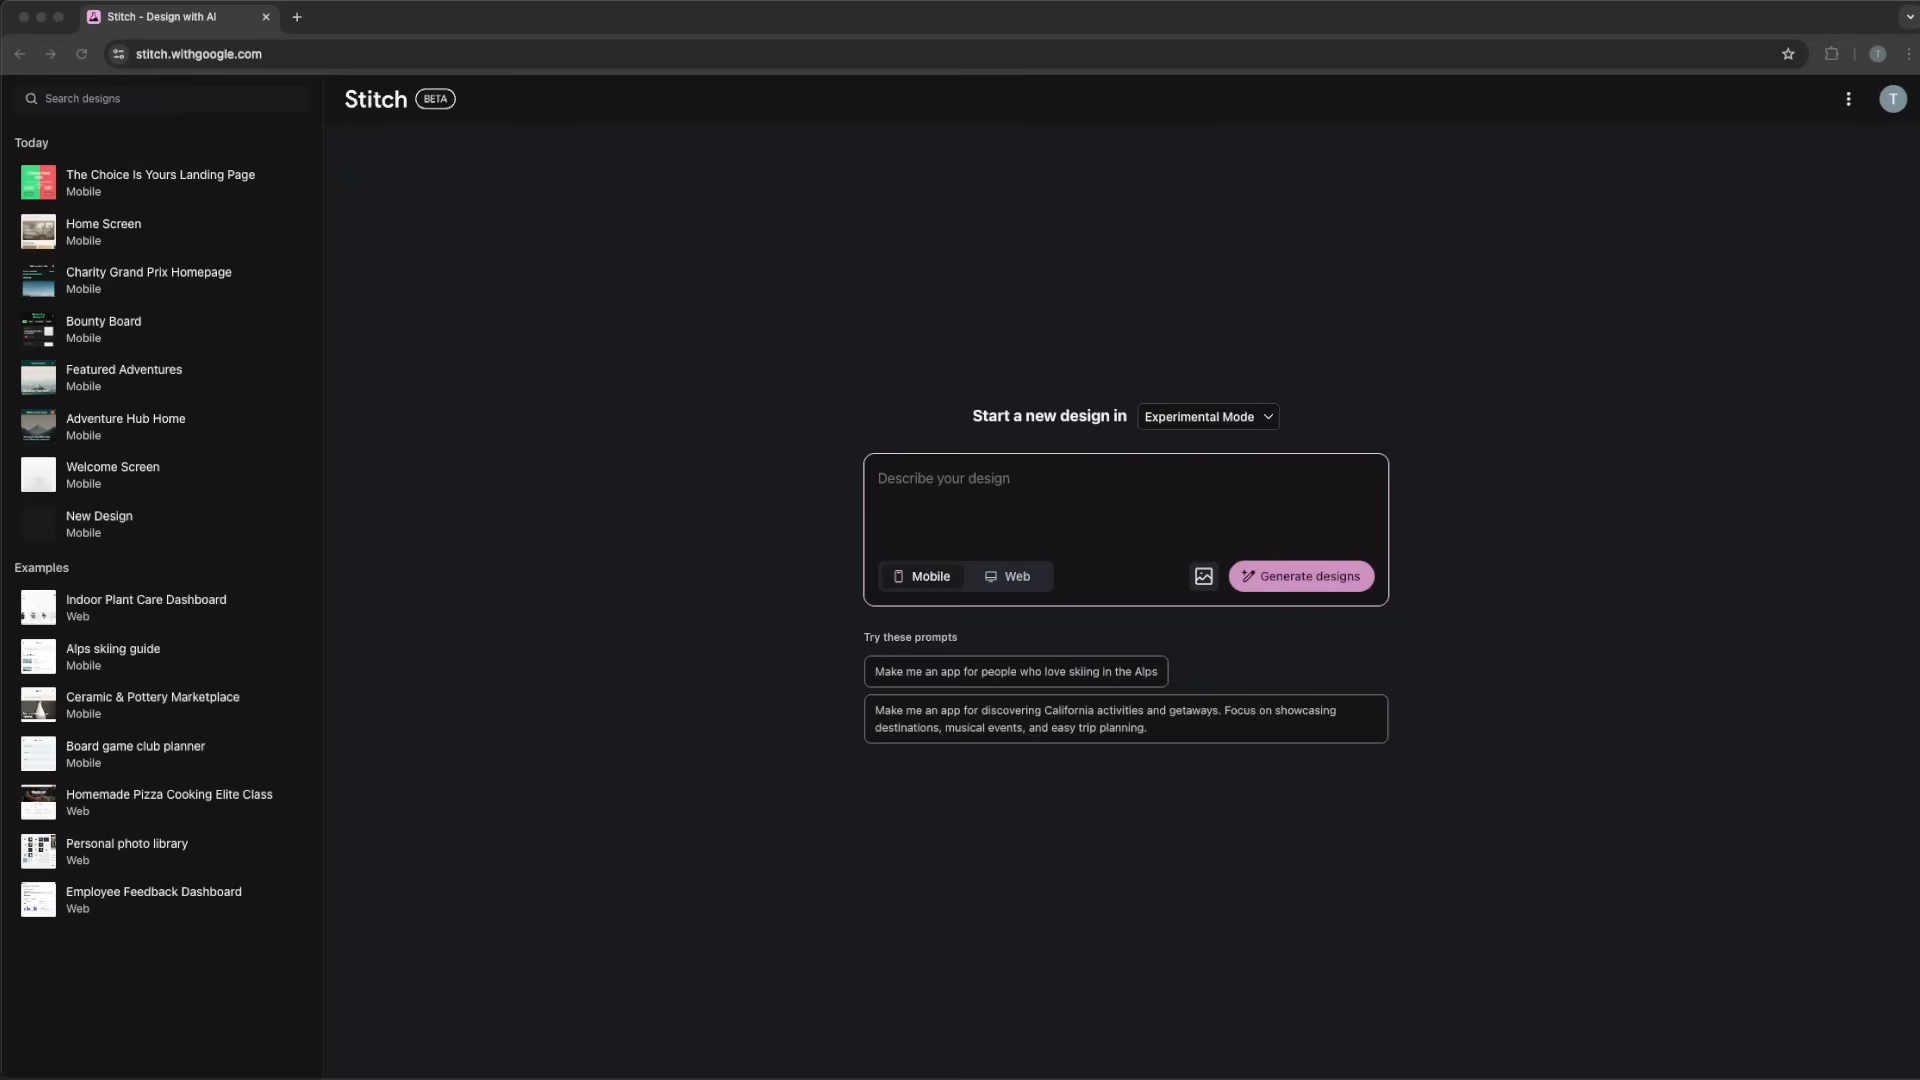 Stitch - Design with AI
stitch.withgoogle.com
T
Search designs
Stitch BETA
T
Today
The Choice Is Yours Landing Page
Mobile
Home Screen
Mobile
Charity Grand Prix Homepage
Mobile
Bounty Board
Mobile
Featured Adventures
Mobile
Adventure Hub Home
Mobile
Welcome Screen
Mobile
New Design
Mobile
Examples
Indoor Plant Care Dashboard
Web
Alps skiing guide
Mobile
Ceramic & Pottery Marketplace
Mobile
Board game club planner
Mobile
Homemade Pizza Cooking Elite Class
Web
Personal photo library
Web
Employee Feedback Dashboard
Web
Start a new design in Experimental Mode
Describe your design
Mobile Web Generate designs
Try these prompts
Make me an app for people who love skiing in the Alps
Make me an app for discovering California activities and getaways. Focus on showcasing
destinations, musical events, and easy trip planning.